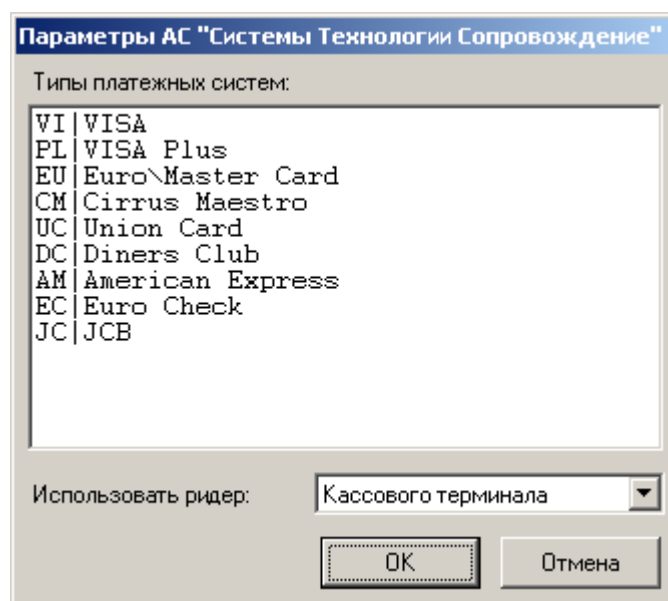 Параметры АС "Системы Технологии Сопровождение"
Типы платежных систем:
VI|VISA
PL|VISA Plus
EU|Euro\Master Card
CM|Cirrus Maestro
UC|Union Card
DC|Diners Club
AM|American Express
EC|Euro Check
JC|JCB
Использовать ридер: Кассового терминала
OK Отмена